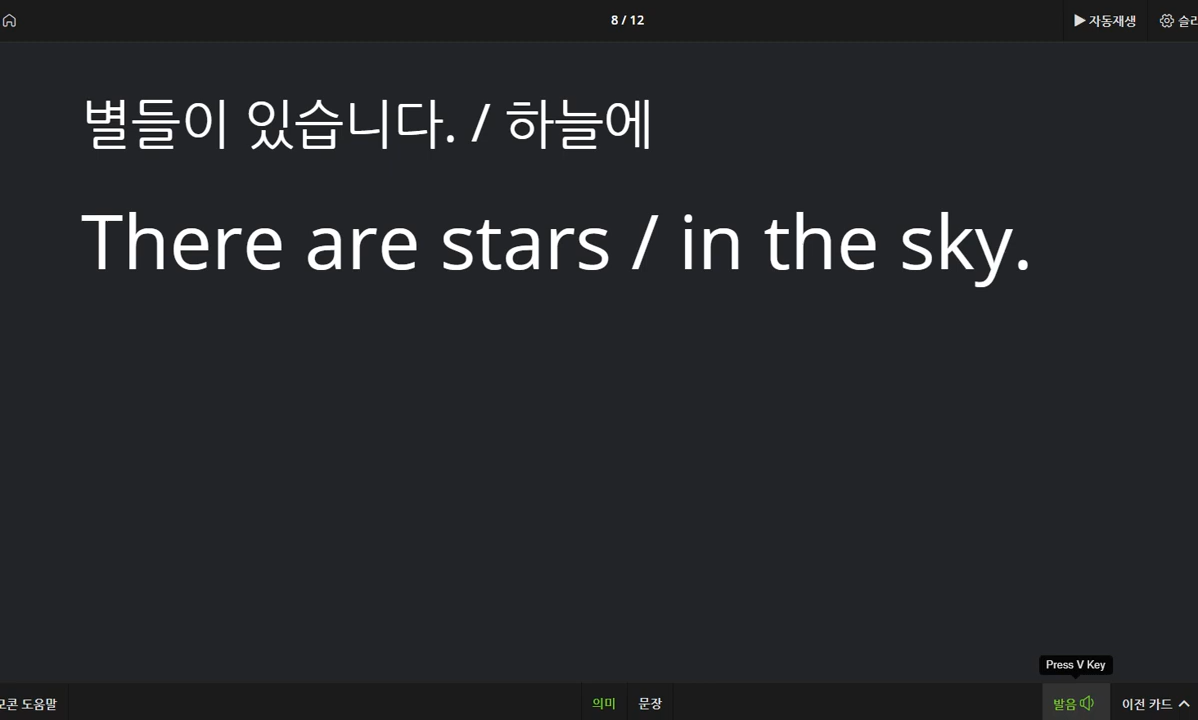 8 / 12
자동재생
별들이 있습니다. / 하늘에
There are stars / in the sky.
Press V Key
도움말
의미
문장
발음
이전 카드